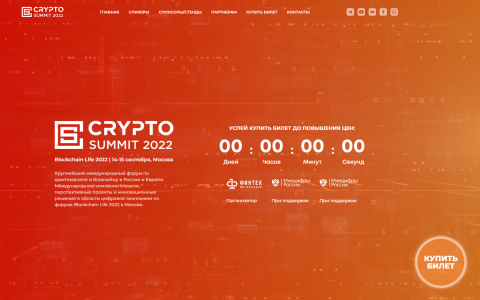 CRYPTO
SUMMIT 2022
ГЛАВНАЯ СПИКЕРЫ СПОНСОРЫ/СТЕНДЫ ПАРТНЕРАМ КУПИТЬ БИЛЕТ КОНТАКТЫ
CRYPTO
SUMMIT 2022
Blockchain Life 2022 | 14-15 сентября, Москва
Крупнейший международный форум по
криптовалюте и блокчейну в России и Европе.
Международные компании отрасли,
перспективные проекты и инновационные
решения в области цифровой экономики на
форуме Blockchain Life 2022 в Москве.
УСПЕЙ КУПИТЬ БИЛЕТ ДО ПОВЫШЕНИЯ ЦЕН:
00 : 00 : 00 : 00
Дней Часов Минут Секунд
ФИНТЕХ
Минцифры
России
Минцифры
России
Организатор При поддержке При поддержке
КУПИТЬ
БИЛЕТ